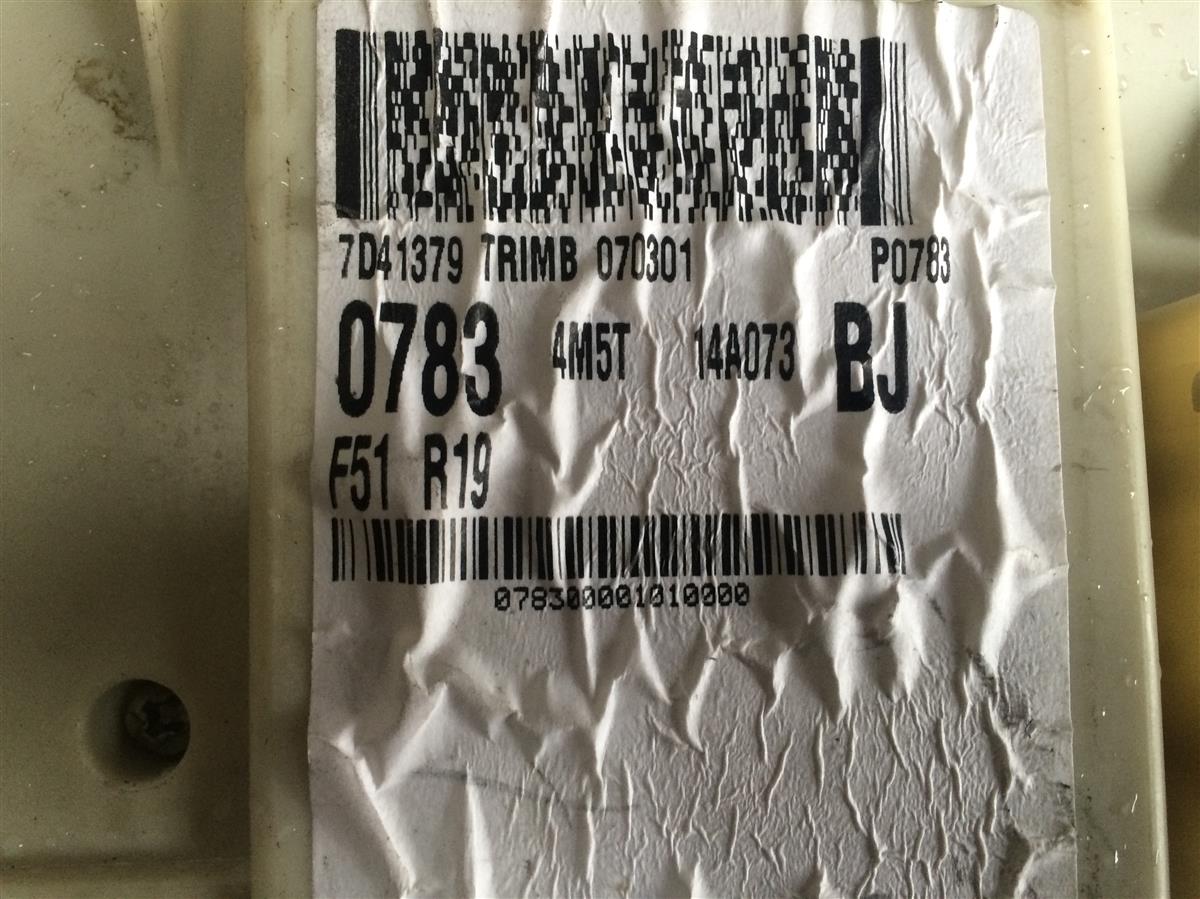 7D41379 TRIMB 070301 P0783
0783 4M5T 14A073 BJ
F51 R19
078300001010000